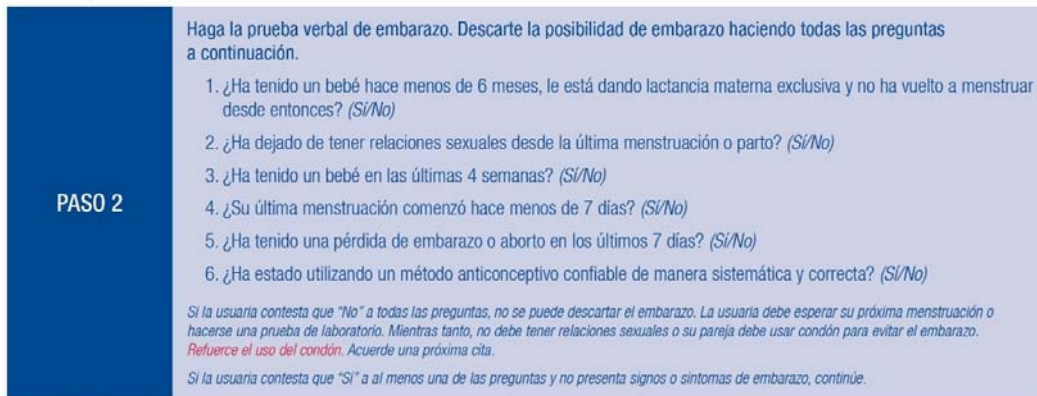 PASO 2
Haga la prueba verbal de embarazo. Descarte la posibilidad de embarazo haciendo todas las preguntas
a continuación.
1. ¿Ha tenido un bebé hace menos de 6 meses, le está dando lactancia materna exclusiva y no ha vuelto a menstruar
desde entonces? (Sí/No)
2. ¿Ha dejado de tener relaciones sexuales desde la última menstruación o parto? (Sí/No)
3. ¿Ha tenido un bebé en las últimas 4 semanas? (Sí/No)
4. ¿Su última menstruación comenzó hace menos de 7 días? (Sí/No)
5. ¿Ha tenido una pérdida de embarazo o aborto en los últimos 7 días? (Sí/No)
6. ¿Ha estado utilizando un método anticonceptivo confiable de manera sistemática y correcta? (Sí/No)
Si la usuaria contesta que "No" a todas las preguntas, no se puede descartar el embarazo. La usuaria debe esperar su próxima menstruación o
hacerse una prueba de laboratorio. Mientras tanto, no debe tener relaciones sexuales o su pareja debe usar condón para evitar el embarazo.
Refuerce el uso del condón. Acuerde una próxima cita.
Si la usuaria contesta que "Sí" a al menos una de las preguntas y no presenta signos o síntomas de embarazo, continúe.